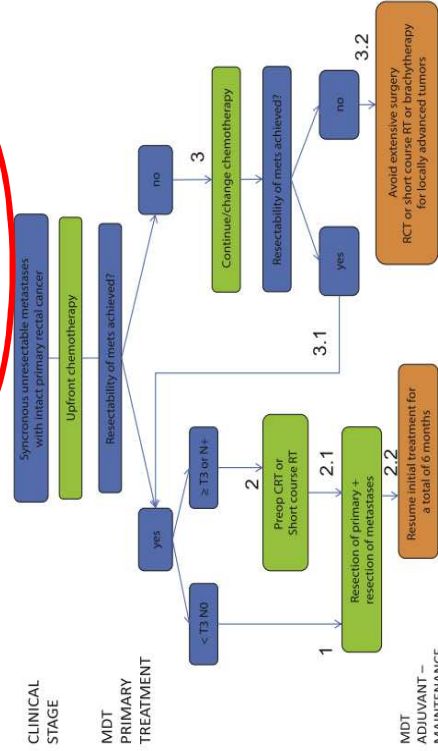 CLINICAL
STAGE
Syncronous unresectable metastases
with intact primary rectal cancer
Upfront chemotherapy
MDT
PRIMARY
TREATMENT
Resectability of mets achieved?
yes
no
< T3 N0
≥ T3 or N+
3
Continue/change chemotherapy
2
Preop CRT or
Short course RT
Resectability of mets achieved?
1
2.1
3.1
yes
no
Resection of primary +
resection of metastases
2.2
3.2
MDT
ADJUVANT –
MAINTENANCE
Resume initial treatment for
a total of 6 months
Avoid extensive surgery
RCT or short course RT or brachytherapy
for locally advanced tumors